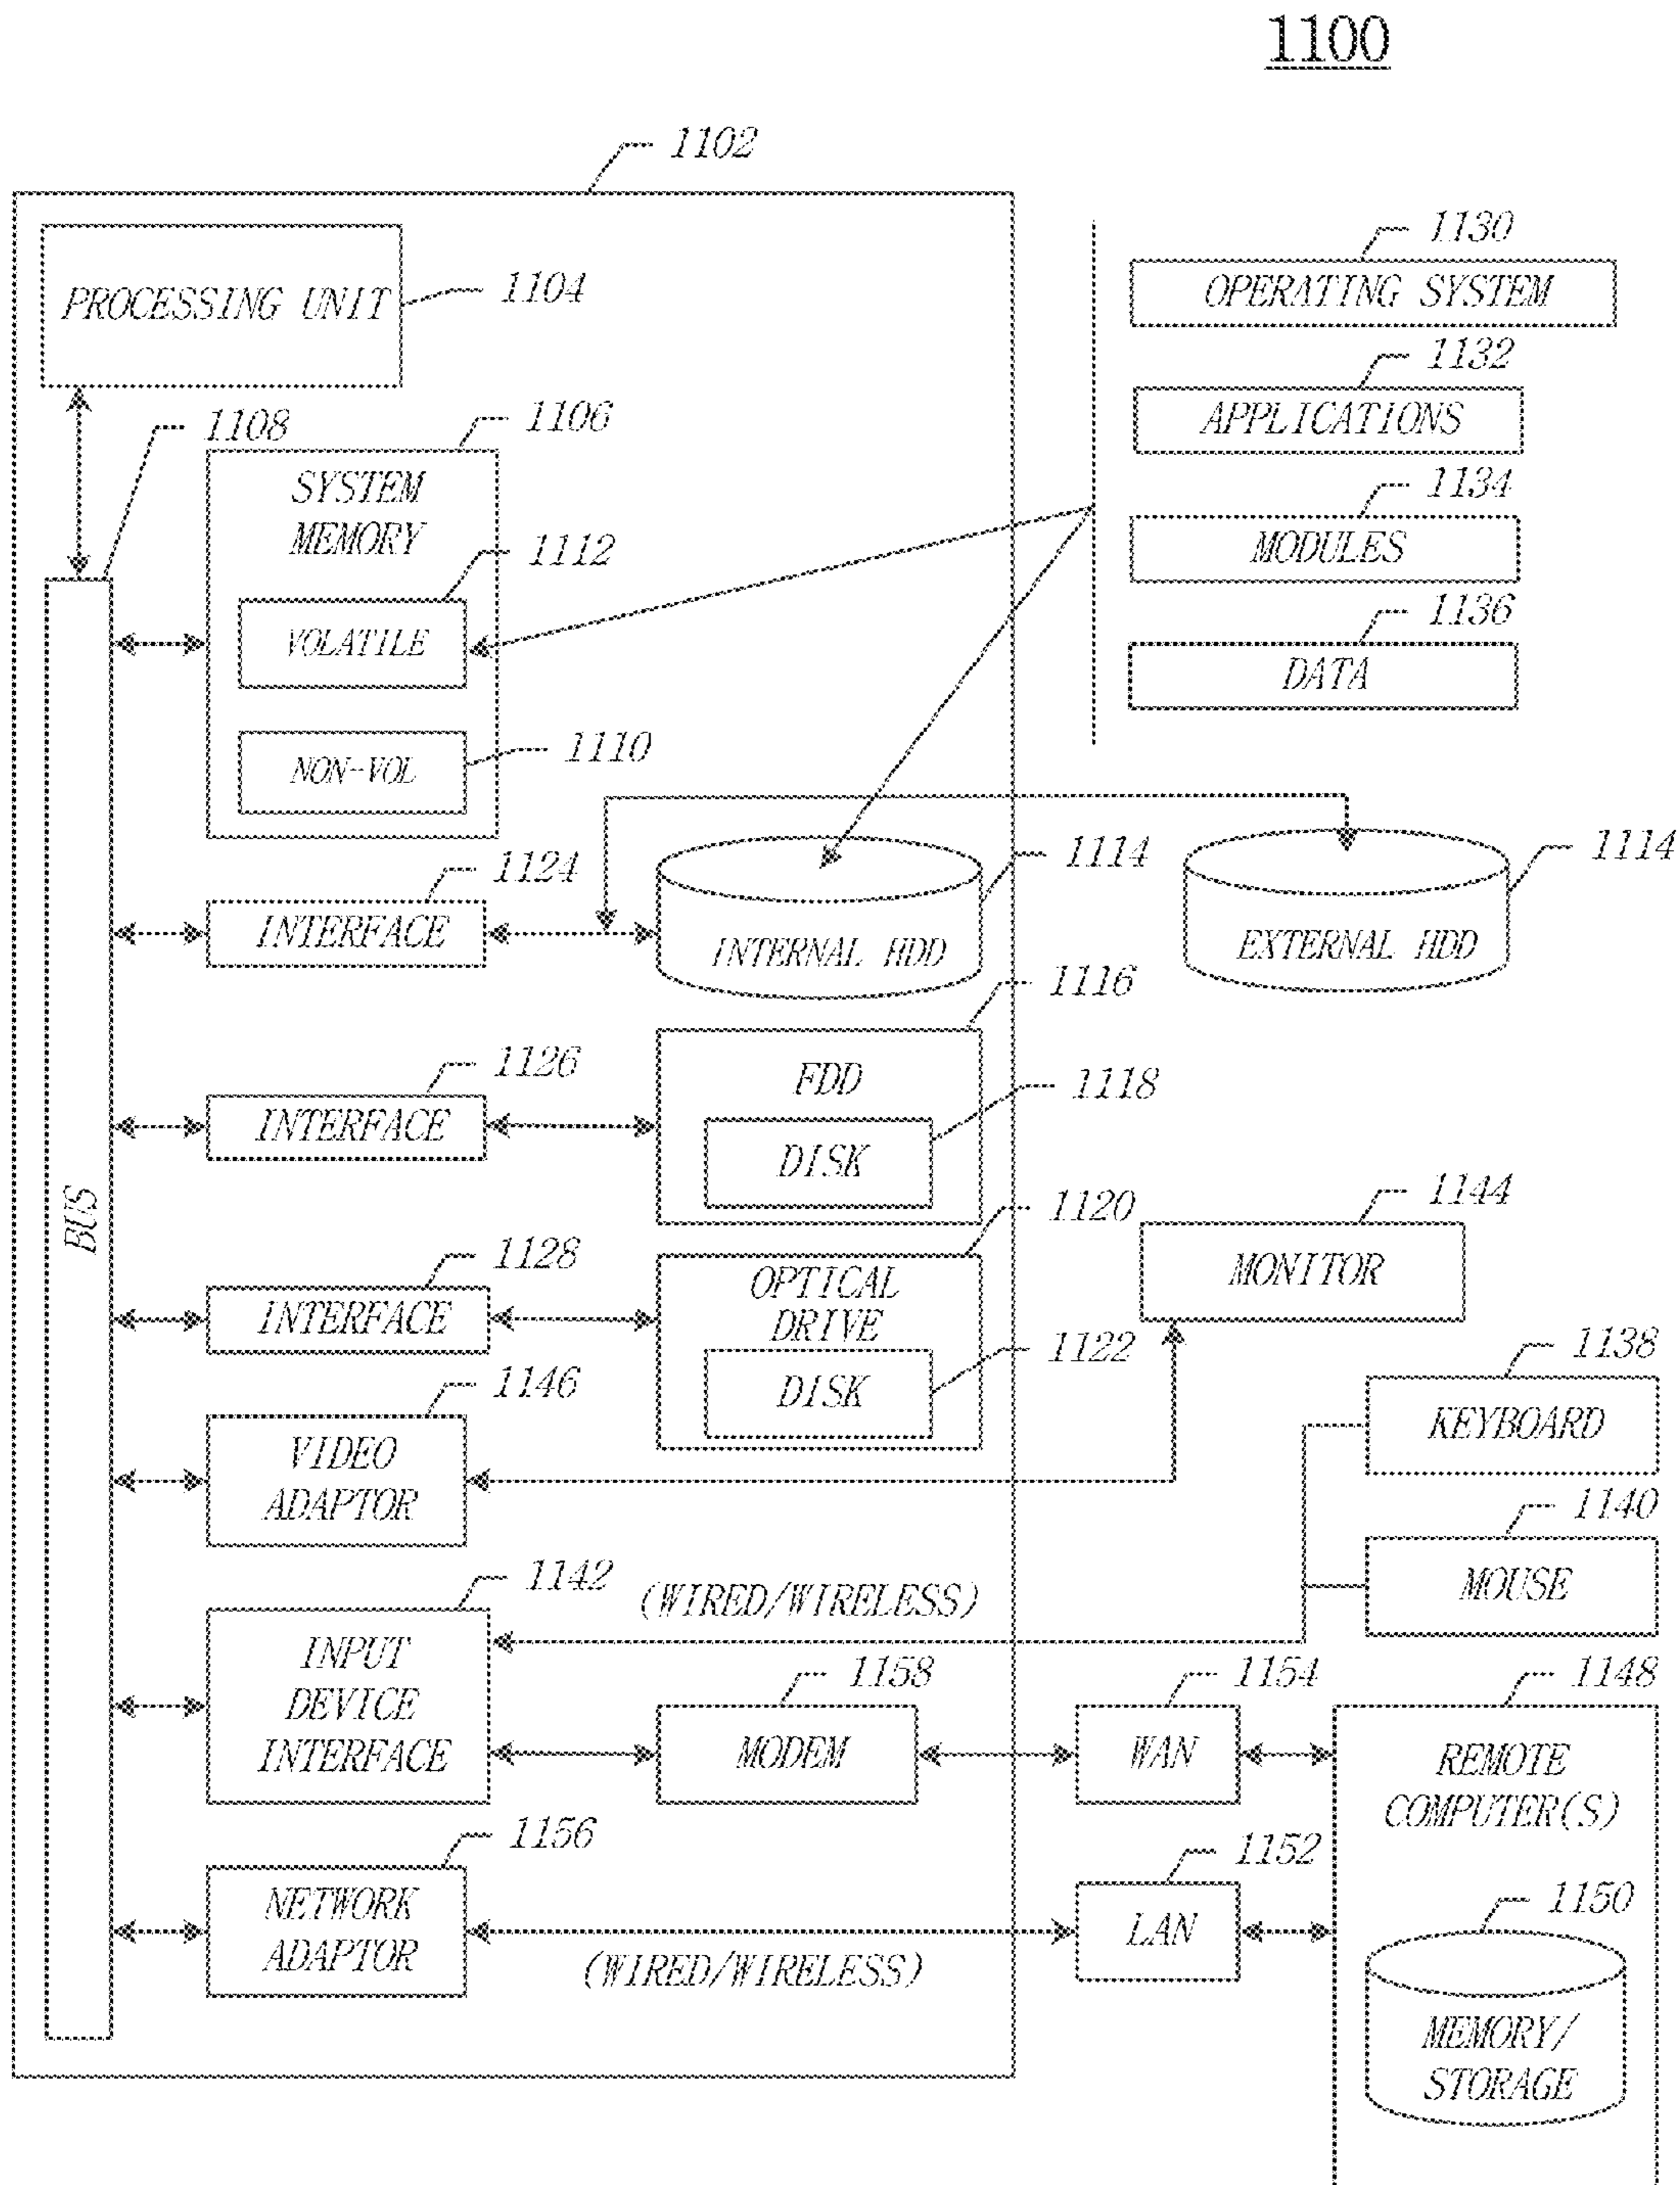 1100
1102
PROCESSING UNIT
1104
1130
OPERATING SYSTEM
1132
APPLICATIONS
1134
MODULES
1136
DATA
1108
1106
SYSTEM
MEMORY
1112
VOLATILE
1110
NON-VOL
BUS
1124
INTERFACE
1114
INTERNAL HDD
1114
EXTERNAL HDD
1116
FDD
1118
DISK
1126
INTERFACE
1120
OPTICAL
DRIVE
1122
DISK
1128
INTERFACE
1144
MONITOR
1146
VIDEO
ADAPTOR
1138
KEYBOARD
1140
MOUSE
1142
INPUT
DEVICE
INTERFACE
(WIRED/WIRELESS)
1158
MODEM
1154
WAN
1148
REMOTE
COMPUTER(S)
1156
NETWORK
ADAPTOR
(WIRED/WIRELESS)
1152
LAN
1150
MEMORY/
STORAGE